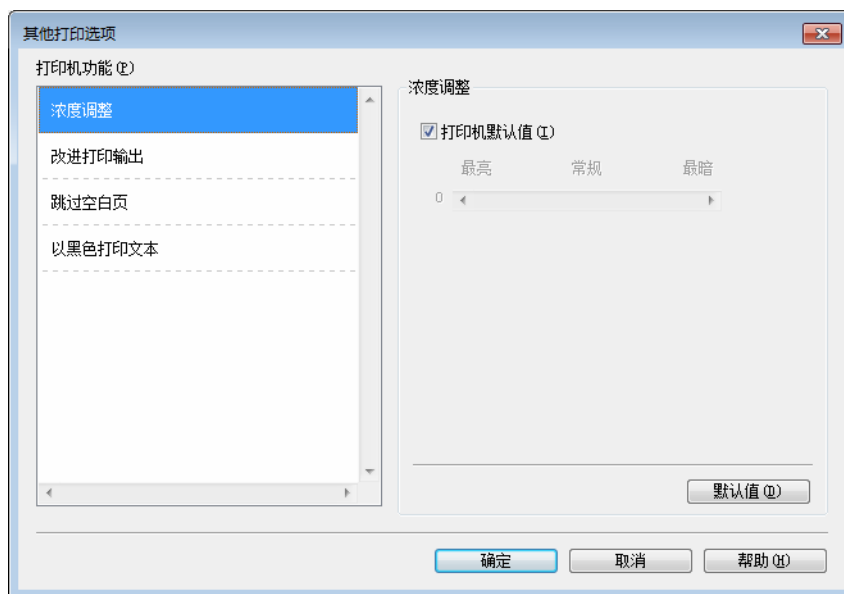 其他打印选项
打印机功能(P)
浓度调整
改进打印输出
跳过空白页
以黑色打印文本
浓度调整
打印机默认值(I)
最亮 常规 最暗
0
默认值(D)
确定 取消 帮助(H)